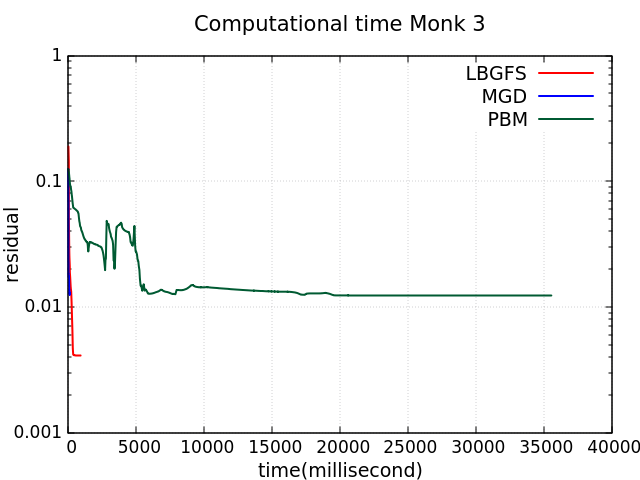 Computational time Monk 3
1
0.1
0.01
0.001
residual
LBGFS
MGD
PBM
0 5000 10000 15000 20000 25000 30000 35000 40000
time(millisecond)